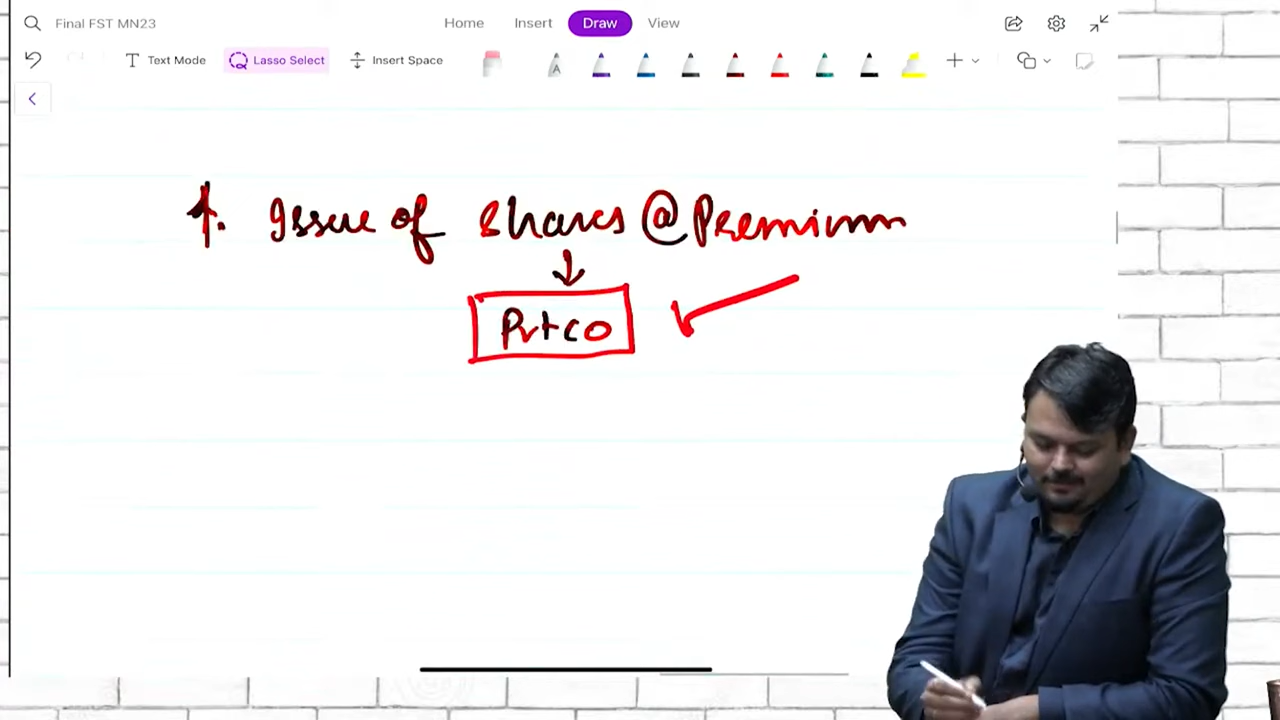 Final FST MN23
Home Insert Draw View
Text Mode Lasso Select Insert Space
A
1. Issue of Shares @ Premium
Pvt co